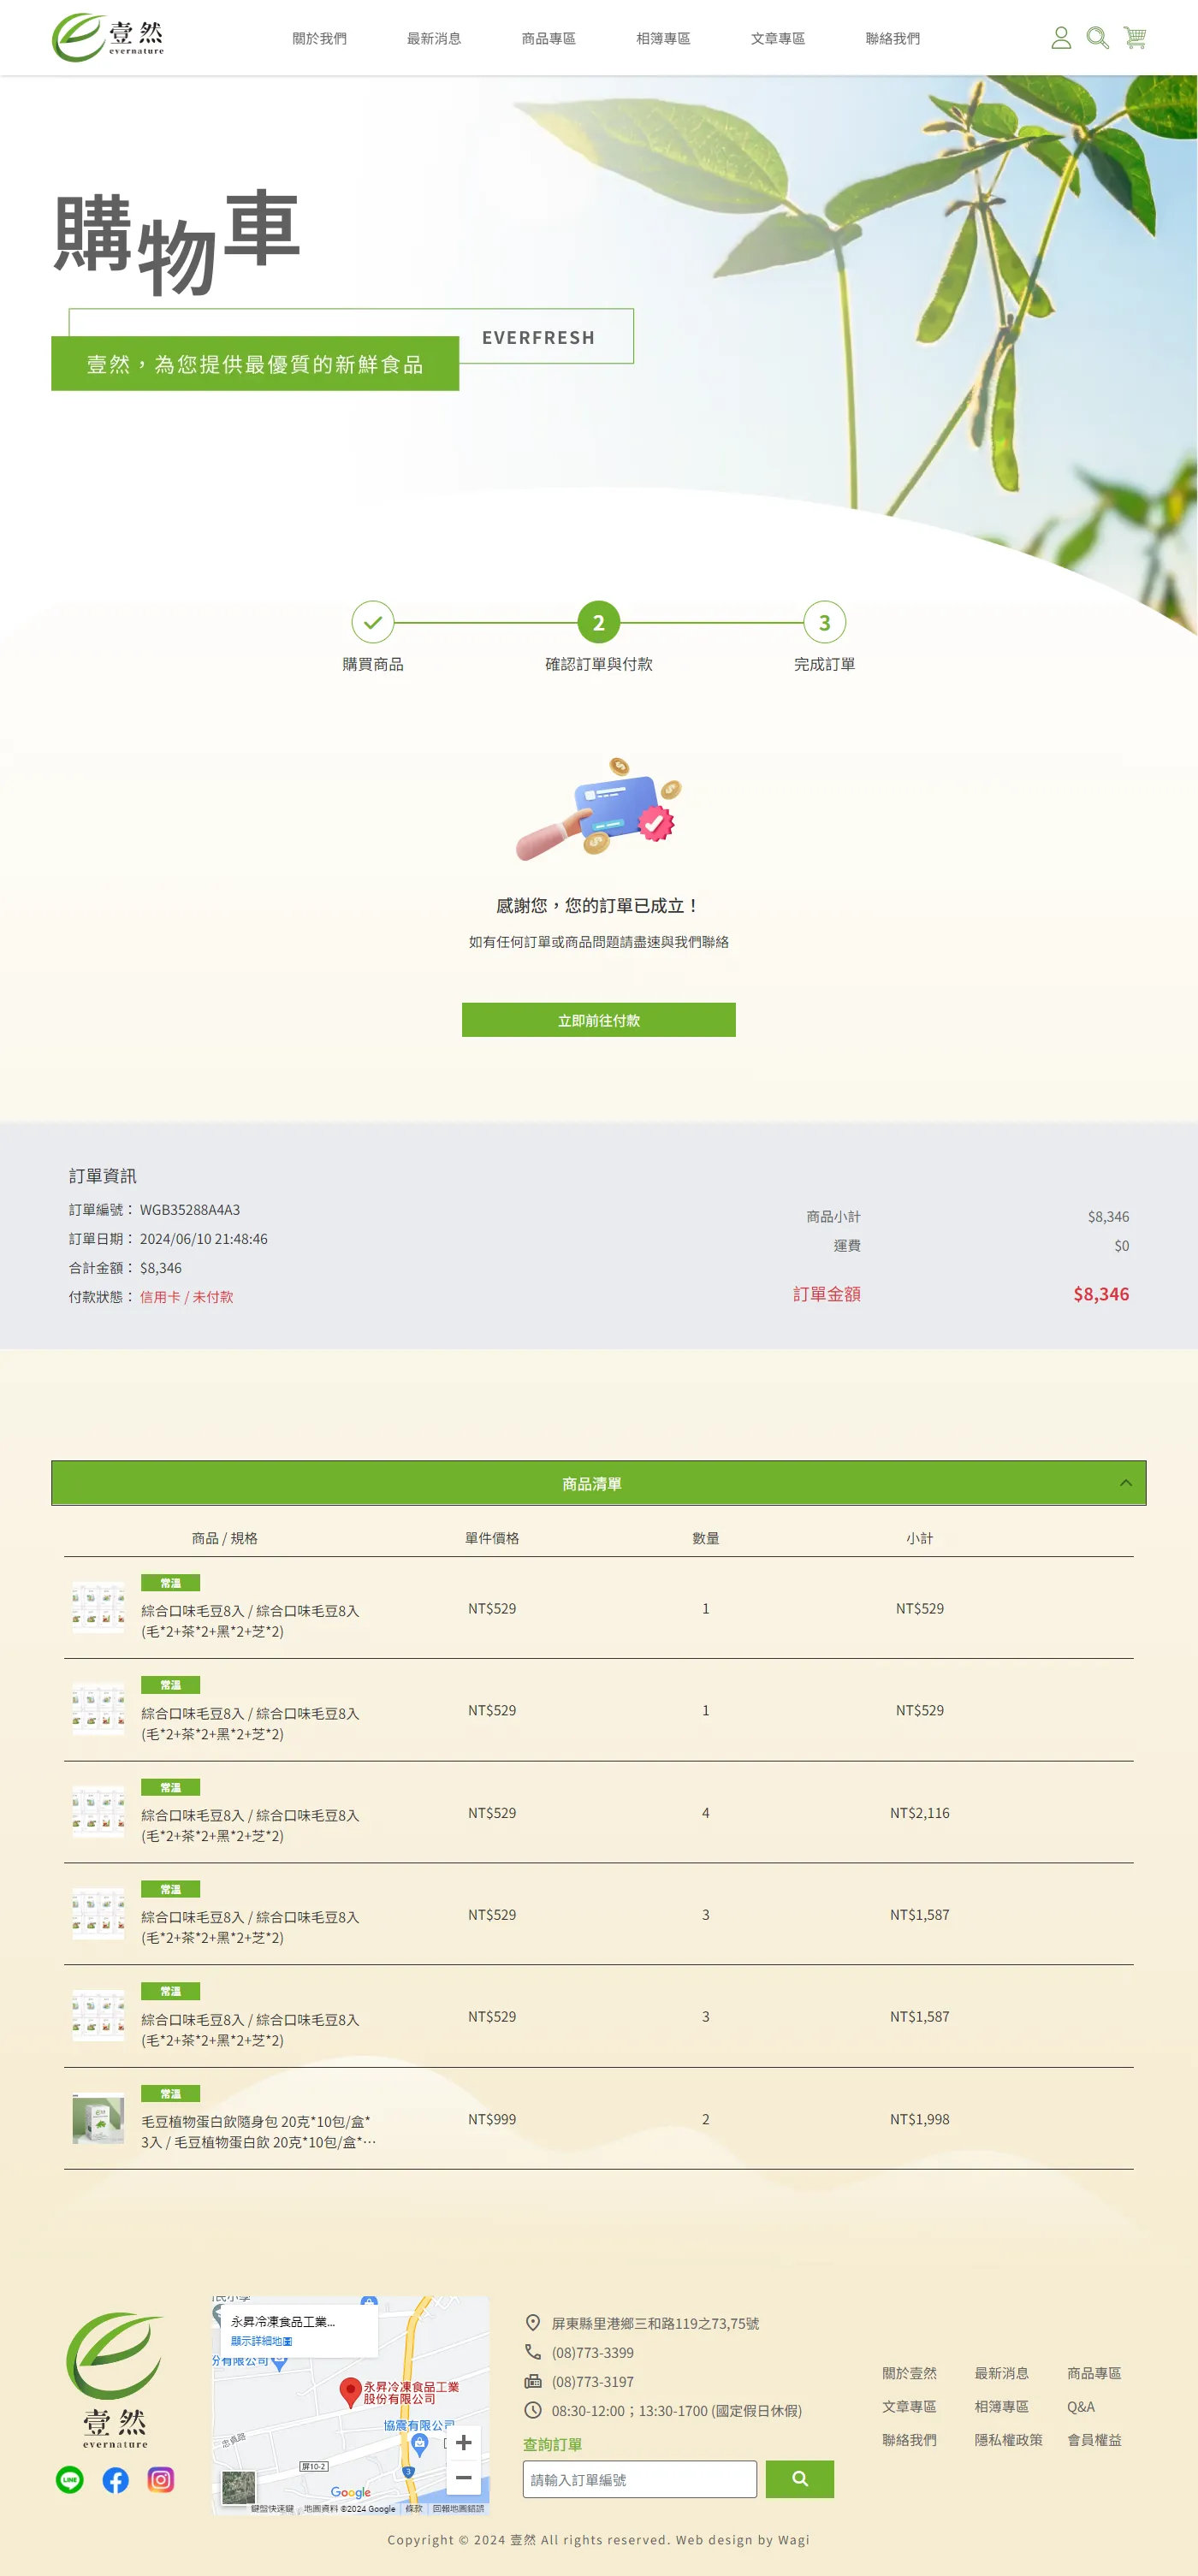 壹然
evernature
關於我們
最新消息
商品專區
相簿專區
文章專區
聯絡我們
購物車
EVERFRESH
壹然，為您提供最優質的新鮮食品
2
3
購買商品
確認訂單與付款
完成訂單
感謝您，您的訂單已成立！
如有任何訂單或商品問題請盡速與我們聯絡
立即前往付款
訂單資訊
訂單編號： WGB35288A4A3
訂單日期： 2024/06/10 21:48:46
合計金額： $8,346
付款狀態： 信用卡 / 未付款
商品小計 $8,346
運費 $0
訂單金額 $8,346
商品清單
商品 / 規格 單件價格 數量 小計
常溫
綜合口味毛豆8入 / 綜合口味毛豆8入
(毛*2+茶*2+黑*2+芝*2)
NT$529 1 NT$529
常溫
綜合口味毛豆8入 / 綜合口味毛豆8入
(毛*2+茶*2+黑*2+芝*2)
NT$529 1 NT$529
常溫
綜合口味毛豆8入 / 綜合口味毛豆8入
(毛*2+茶*2+黑*2+芝*2)
NT$529 4 NT$2,116
常溫
綜合口味毛豆8入 / 綜合口味毛豆8入
(毛*2+茶*2+黑*2+芝*2)
NT$529 3 NT$1,587
常溫
綜合口味毛豆8入 / 綜合口味毛豆8入
(毛*2+茶*2+黑*2+芝*2)
NT$529 3 NT$1,587
常溫
毛豆植物蛋白飲隨身包 20克*10包/盒*
3入 / 毛豆植物蛋白飲 20克*10包/盒*…
NT$999 2 NT$1,998
壹然
evernature
LINE
永昇冷凍食品工業...
顯示詳細地圖
份有限公司
永昇冷凍食品工業
股份有限公司
協震有限公司
忠貞路
屏10-2
3
Google
鍵盤快速鍵 地圖資料 ©2024 Google 條款 回報地圖錯誤
屏東縣里港鄉三和路119之73,75號
(08)773-3399
(08)773-3197
08:30-12:00；13:30-1700 (國定假日休假)
查詢訂單
請輸入訂單編號
關於壹然 最新消息 商品專區
文章專區 相簿專區 Q&A
聯絡我們 隱私權政策 會員權益
Copyright © 2024 壹然 All rights reserved. Web design by Wagi